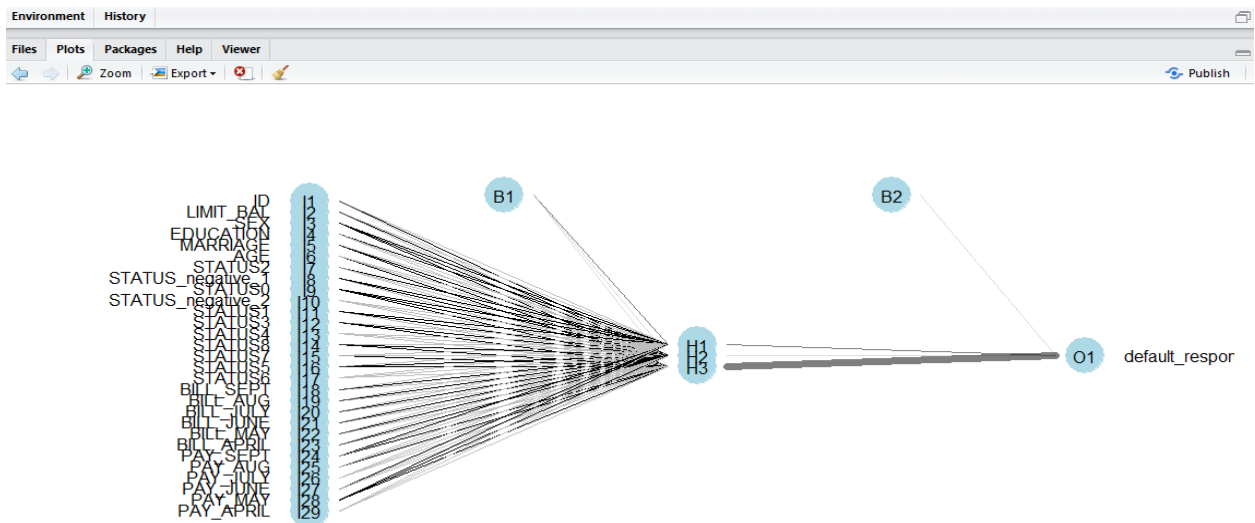 Environment History
Files Plots Packages Help Viewer
Zoom Export Publish
B1 B2
ID I1
LIMIT_BAL I2
SEX I3
EDUCATION I4
MARRIAGE I5
AGE I6
STATUS2 I7
STATUS_negative_1 I8
STATUS0 I9
STATUS_negative_2 I10
STATUS1 I11
STATUS3 I12
STATUS4 I13
STATUS8 I14
STATUS7 I15
STATUS5 I16
STATUS6 I17
BILL_SEPT I18
BILL_AUG I19
BILL_JULY I20
BILL_JUNE I21
BILL_MAY I22
BILL_APRIL I23
PAY_SEPT I24
PAY_AUG I25
PAY_JULY I26
PAY_JUNE I27
PAY_MAY I28
PAY_APRIL I29
H1
H2
H3
O1 default_respor